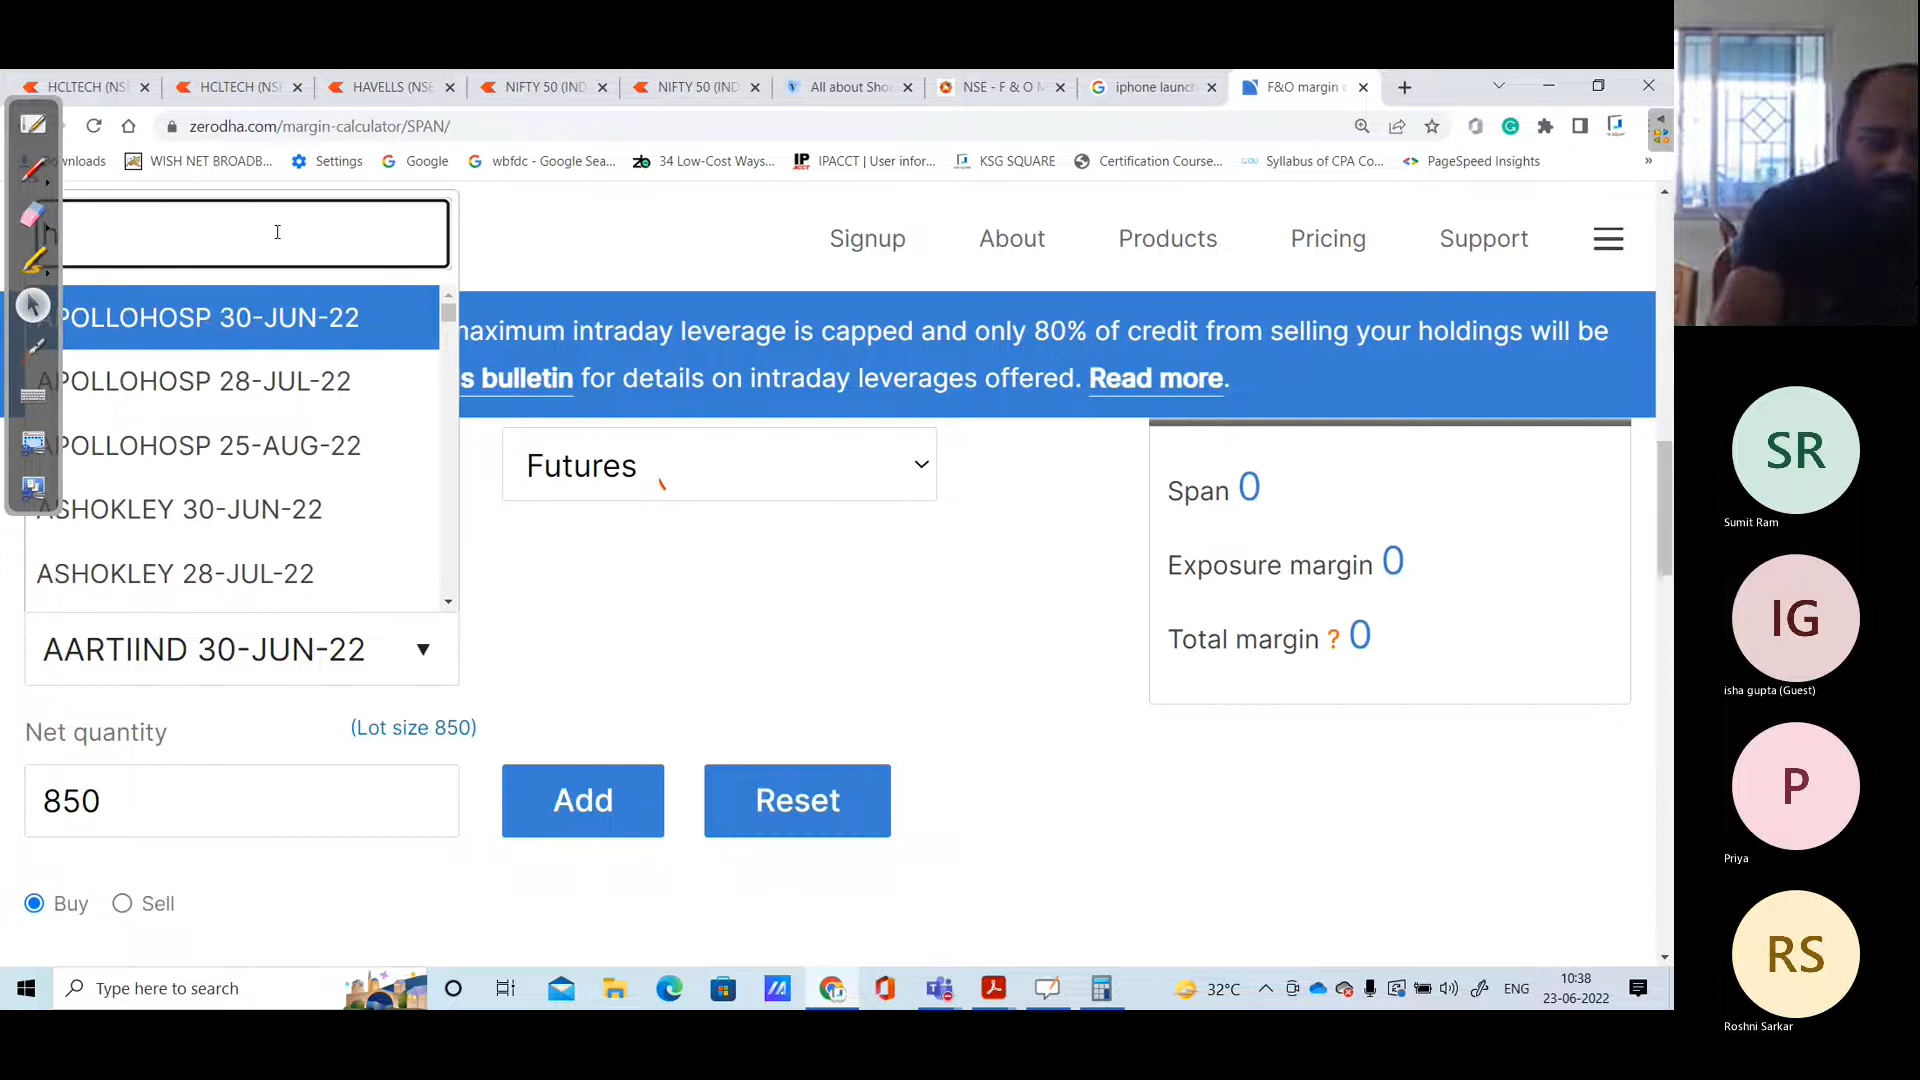 HCLTECH (NSE
HCLTECH (NSE
HAVELLS (NSE
NIFTY 50 (IND
NIFTY 50 (IND
All about Shor
NSE - F & O M
iphone launch
F&O margin c
zerodha.com/margin-calculator/SPAN/
ownloads
WISH NET BROADB...
Settings
Google
wbfdc - Google Sea...
34 Low-Cost Ways...
IPACCT | User infor...
KSG SQUARE
Certification Course...
Syllabus of CPA Co...
PageSpeed Insights
»
h
Signup
About
Products
Pricing
Support
APOLLOHOSP 30-JUN-22
APOLLOHOSP 28-JUL-22
APOLLOHOSP 25-AUG-22
ASHOKLEY 30-JUN-22
ASHOKLEY 28-JUL-22
maximum intraday leverage is capped and only 80% of credit from selling your holdings will be
s bulletin for details on intraday leverages offered. Read more.
Futures
Span 0
Exposure margin 0
Total margin ? 0
AARTIIND 30-JUN-22
Net quantity
(Lot size 850)
850
Add
Reset
Buy
Sell
Type here to search
32°C
ENG
10:38
23-06-2022
SR
Sumit Ram
IG
isha gupta (Guest)
P
Priya
RS
Roshni Sarkar